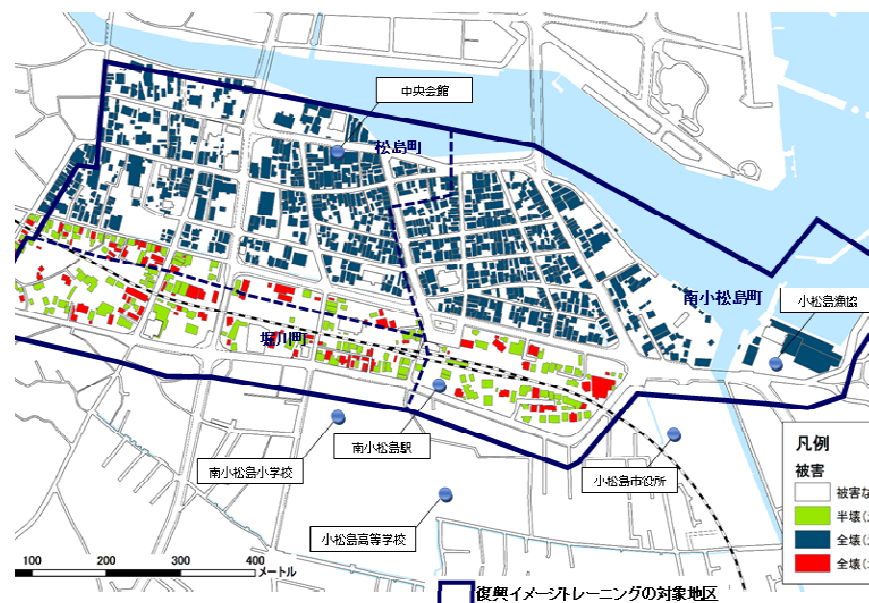 中央会館
松島町
南小松島町
小松島漁協
堀川町
南小松島駅
南小松島小学校
小松島市役所
小松島高等学校
凡例
被害
被害な
半壊(
全壊(
全壊(
100 200 300 400
メートル
復興イメージトレーニングの対象地区